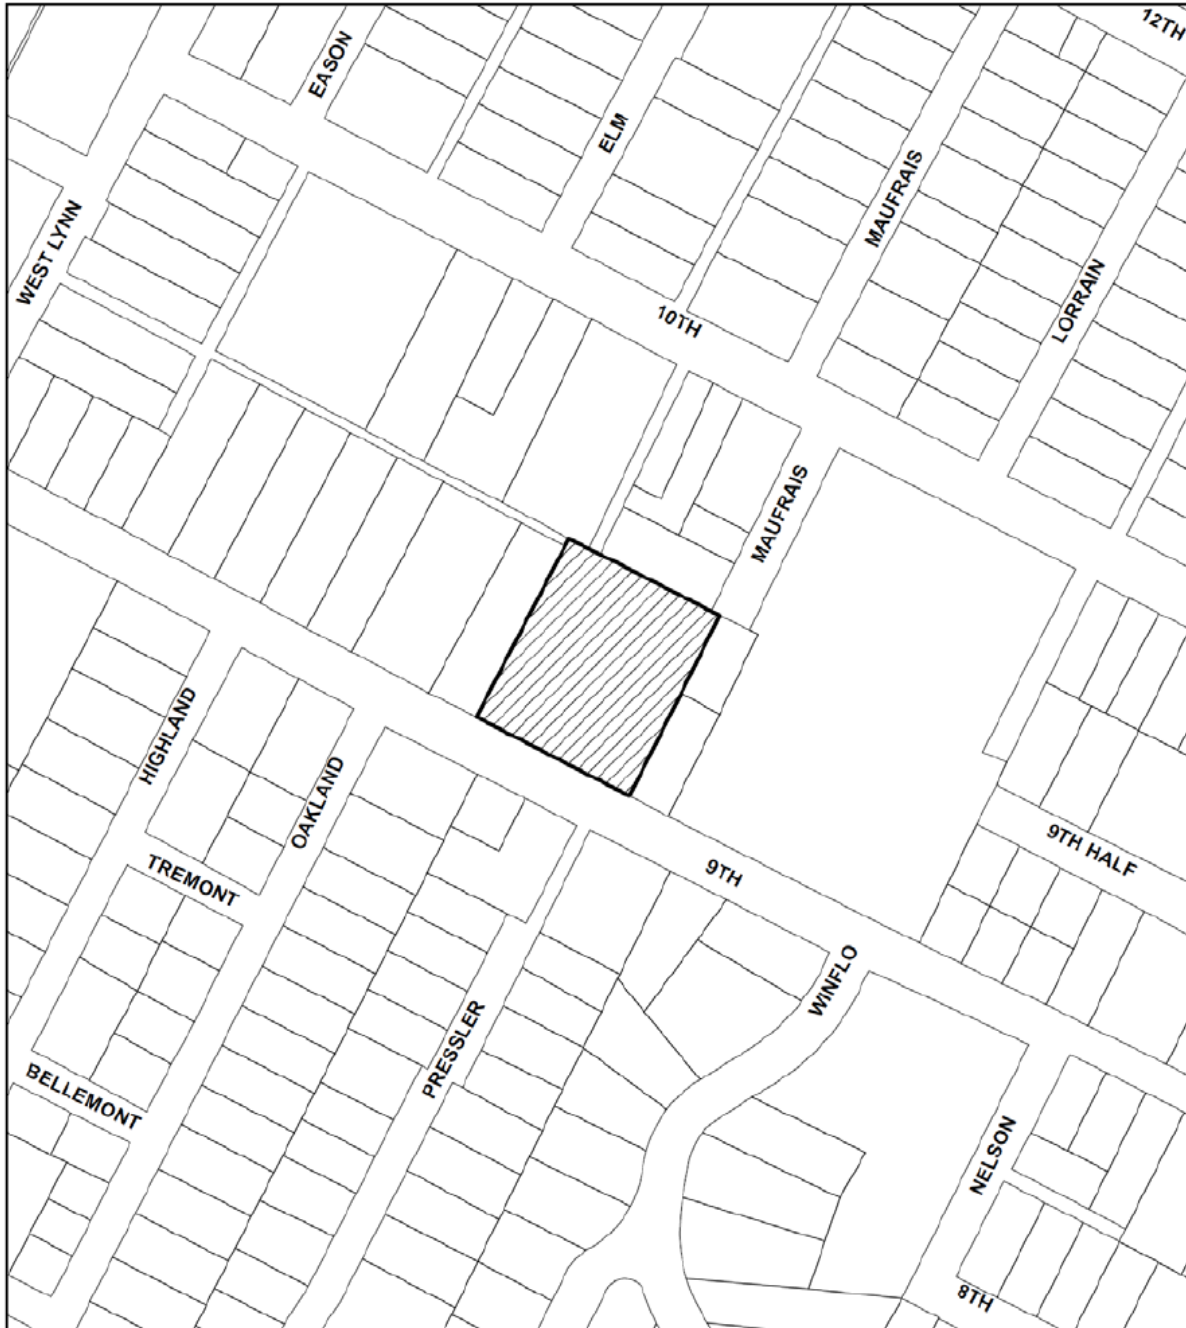 12TH
EASON
ELM
MAUFRAIS
WEST LYNN
LORRAIN
10TH
MAUFRAIS
HIGHLAND
OAKLAND
9TH HALF
TREMONT
9TH
WINFLO
PRESSLER
BELLEMONT
NELSON
8TH